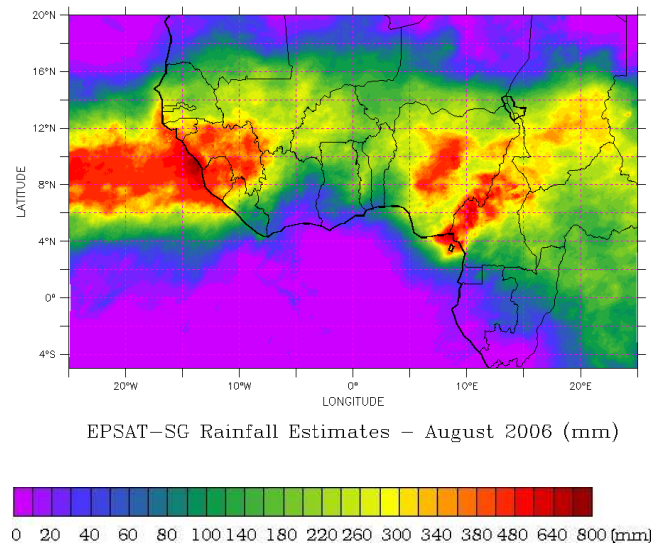 20°N
16°N
12°N
8°N
4°N
0°
4°S
LATITUDE
20°W 10°W 0° 10°E 20°E
LONGITUDE
EPSAT-SG Rainfall Estimates - August 2006 (mm)
0 20 40 60 80 100 140 180 220 260 300 340 380 480 640 800 (mm)